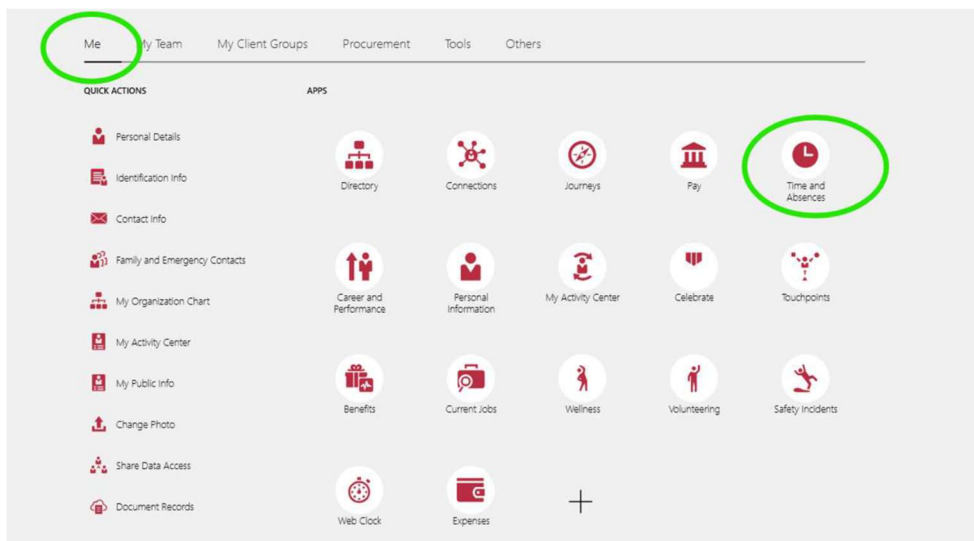 Me My Team My Client Groups Procurement Tools Others
QUICK ACTIONS
APPS
Personal Details
Identification Info
Contact Info
Family and Emergency Contacts
My Organization Chart
My Activity Center
My Public Info
Change Photo
Share Data Access
Document Records
Directory
Connections
Journeys
Pay
Time and
Absences
Career and
Performance
Personal
Information
My Activity Center
Celebrate
Touchpoints
Benefits
Current Jobs
Wellness
Volunteering
Safety Incidents
Web Clock
Expenses